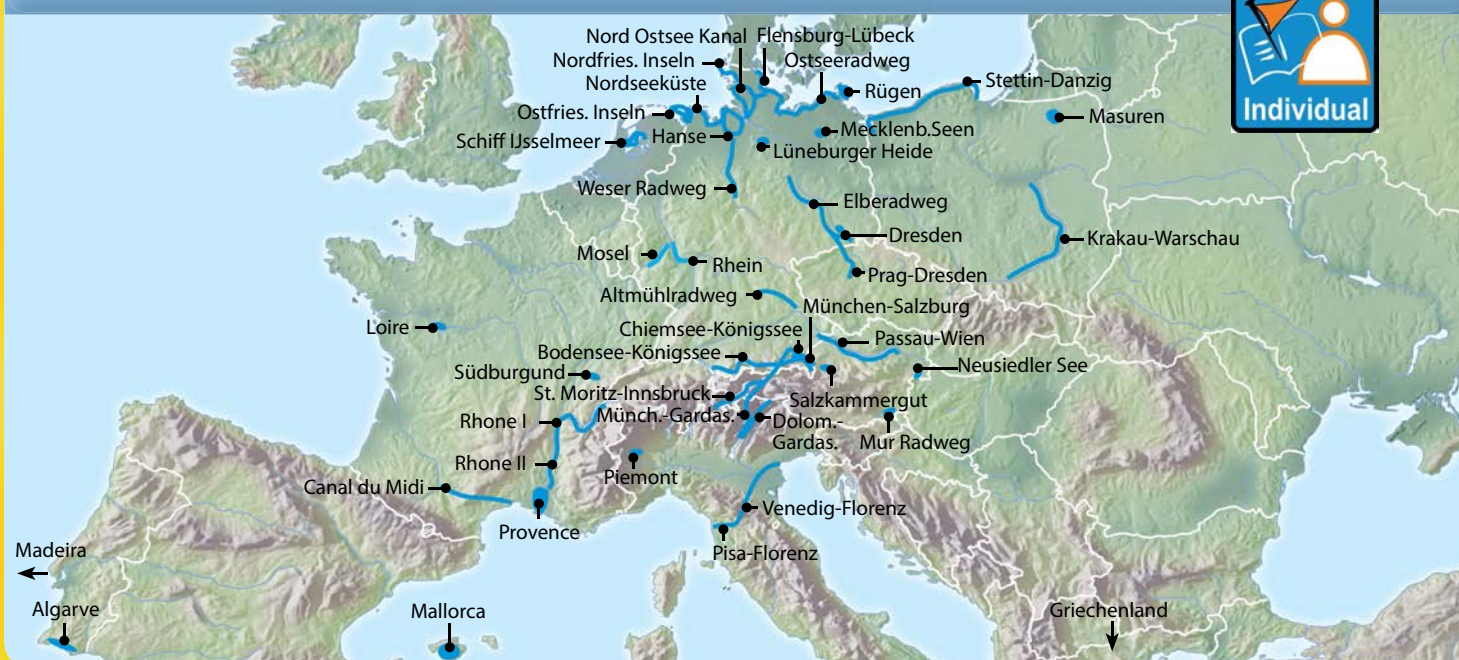 Individual
Nord Ostsee Kanal
Flensburg-Lübeck
Nordfries. Inseln
Ostseeradweg
Nordseeküste
Stettin-Danzig
Rügen
Ostfries. Inseln
Masuren
Schiff IJsselmeer
Hanse
Mecklenb.Seen
Lüneburger Heide
Weser Radweg
Elberadweg
Dresden
Krakau-Warschau
Mosel
Rhein
Prag-Dresden
Altmühlradweg
München-Salzburg
Loire
Chiemsee-Königssee
Passau-Wien
Bodensee-Königssee
Neusiedler See
Südburgund
St. Moritz-Innsbruck
Salzkammergut
Rhone I
Münch.-Gardas.
Dolom.-
Gardas.
Mur Radweg
Rhone II
Piemont
Canal du Midi
Venedig-Florenz
Provence
Pisa-Florenz
Madeira
Algarve
Mallorca
Griechenland